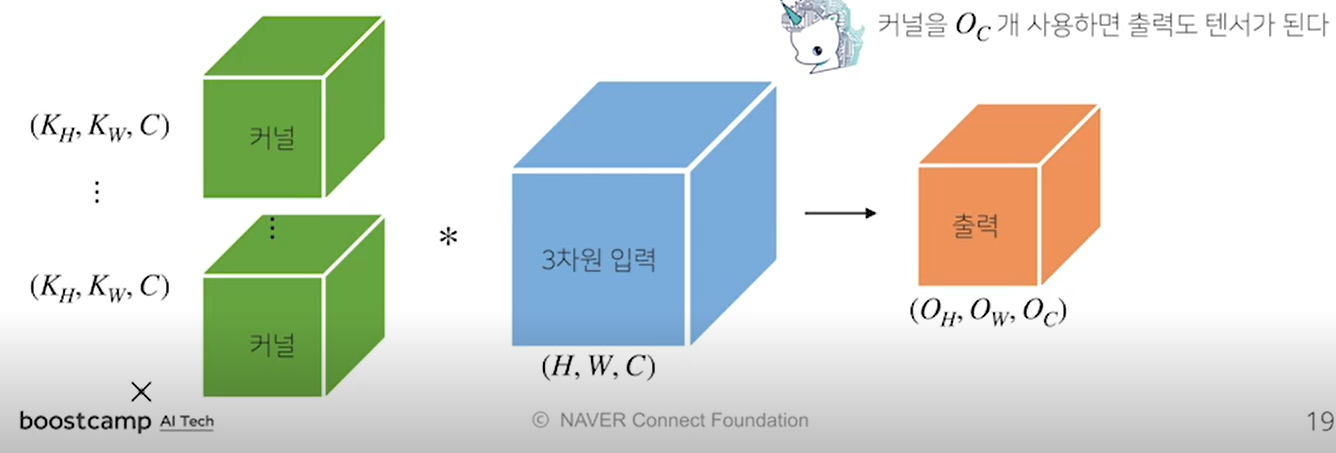 커널을 O_C 개 사용하면 출력도 텐서가 된다
(K_H, K_W, C)
커널
⋮
⋮
(K_H, K_W, C)
커널
*
3차원 입력
(H, W, C)
출력
(O_H, O_W, O_C)
boostcamp AI Tech
© NAVER Connect Foundation
19